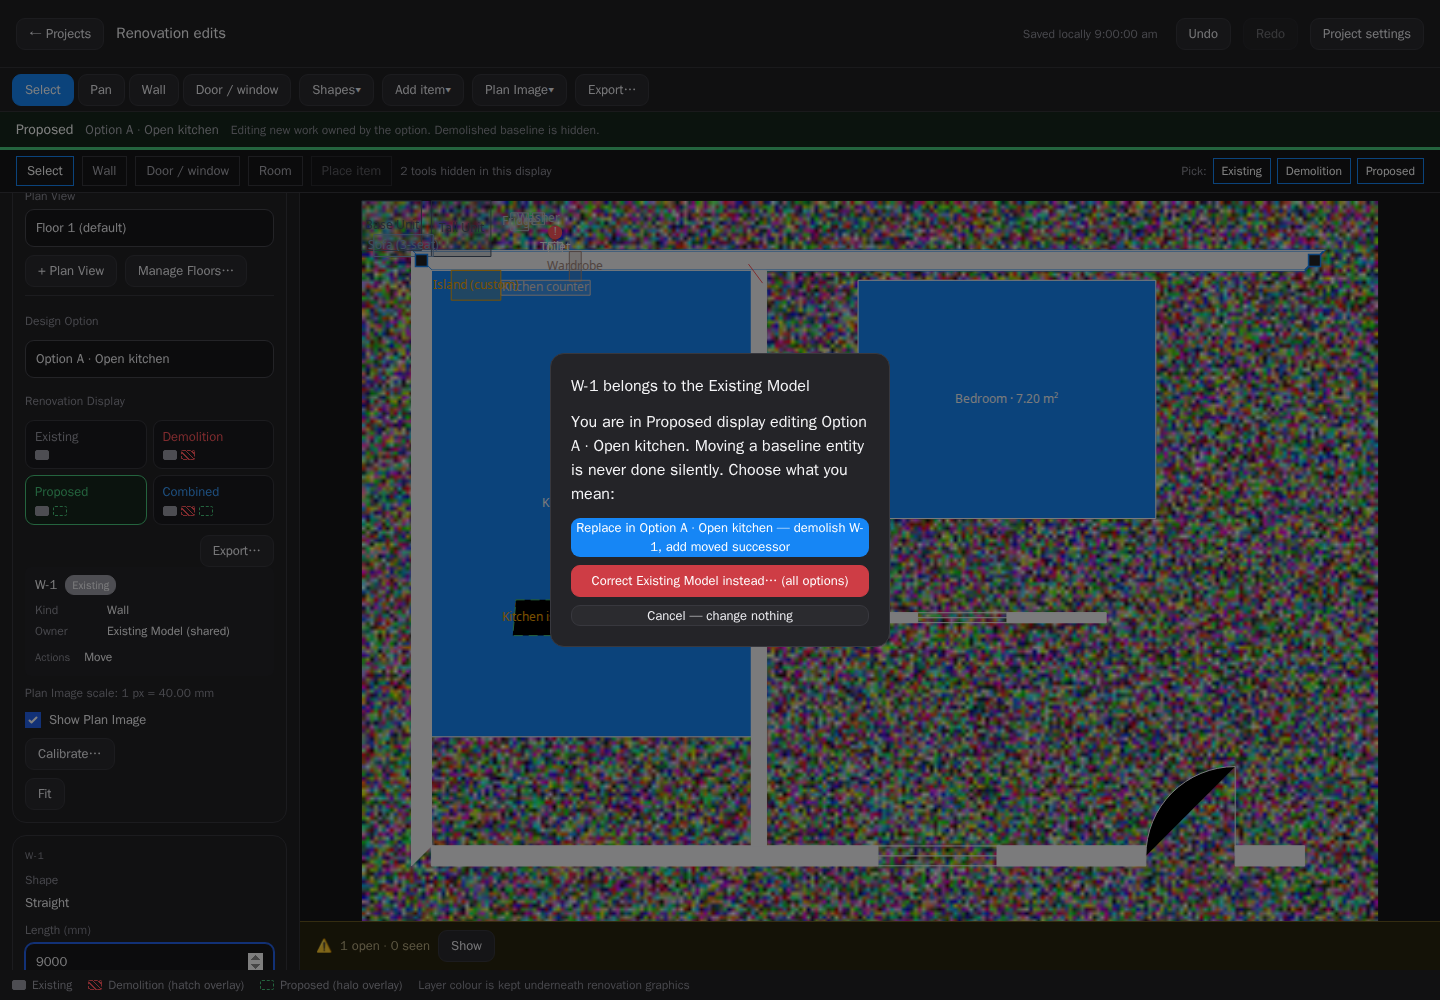 ← Projects
Renovation edits
Saved locally 9:00:00 am
Undo
Redo
Project settings
Select
Pan
Wall
Door / window
Shapes▾
Add item▾
Plan Image▾
Export⋯
Proposed
Option A · Open kitchen
Editing new work owned by the option. Demolished baseline is hidden.
Select
Wall
Door / window
Room
Place item
2 tools hidden in this display
Pick:
Existing
Demolition
Proposed
Plan View
Floor 1 (default)
+ Plan View
Manage Floors⋯
Design Option
Option A · Open kitchen
Renovation Display
Existing
Demolition
Proposed
Combined
Export⋯
W-1
Existing
Kind
Wall
Owner
Existing Model (shared)
Actions
Move
Plan Image scale: 1 px = 40.00 mm
Show Plan Image
Calibrate⋯
Fit
W-1
Shape
Straight
Length (mm)
9000
Toilet
Wardrobe
Island
Kitchen counter
Bedroom · 7.20 m²
Kitchen
W-1 belongs to the Existing Model
You are in Proposed display editing Option
A · Open kitchen. Moving a baseline entity
is never done silently. Choose what you
mean:
Replace in Option A · Open kitchen — demolish W-
1, add moved successor
Correct Existing Model instead⋯ (all options)
Cancel — change nothing
1 open · 0 seen
Show
Existing
Demolition (hatch overlay)
Proposed (halo overlay)
Layer colour is kept underneath renovation graphics